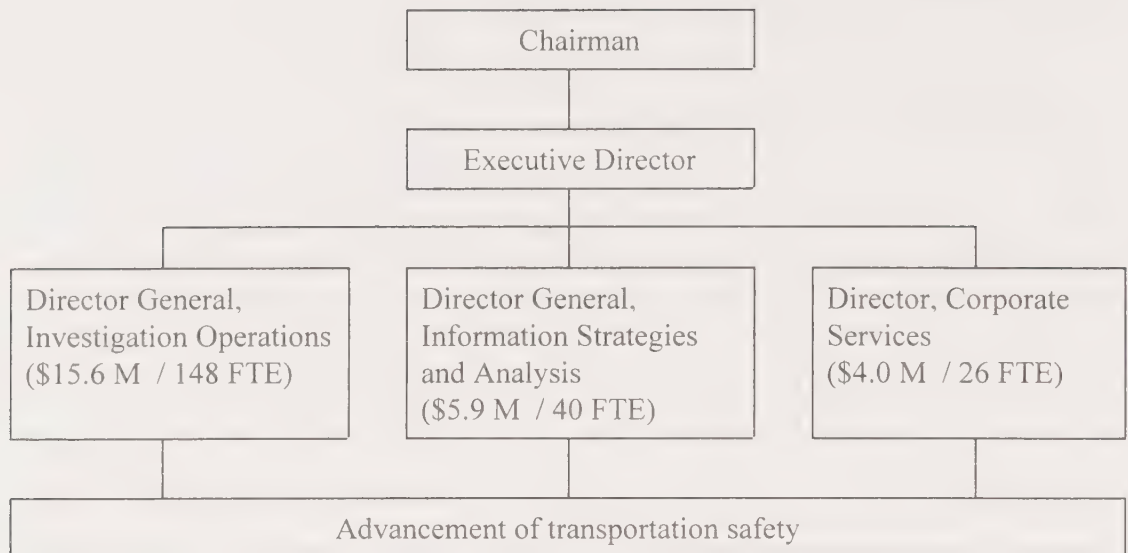 Chairman
Executive Director
Director General,
Investigation Operations
($15.6 M / 148 FTE)
Director General,
Information Strategies
and Analysis
($5.9 M / 40 FTE)
Director, Corporate
Services
($4.0 M / 26 FTE)
Advancement of transportation safety